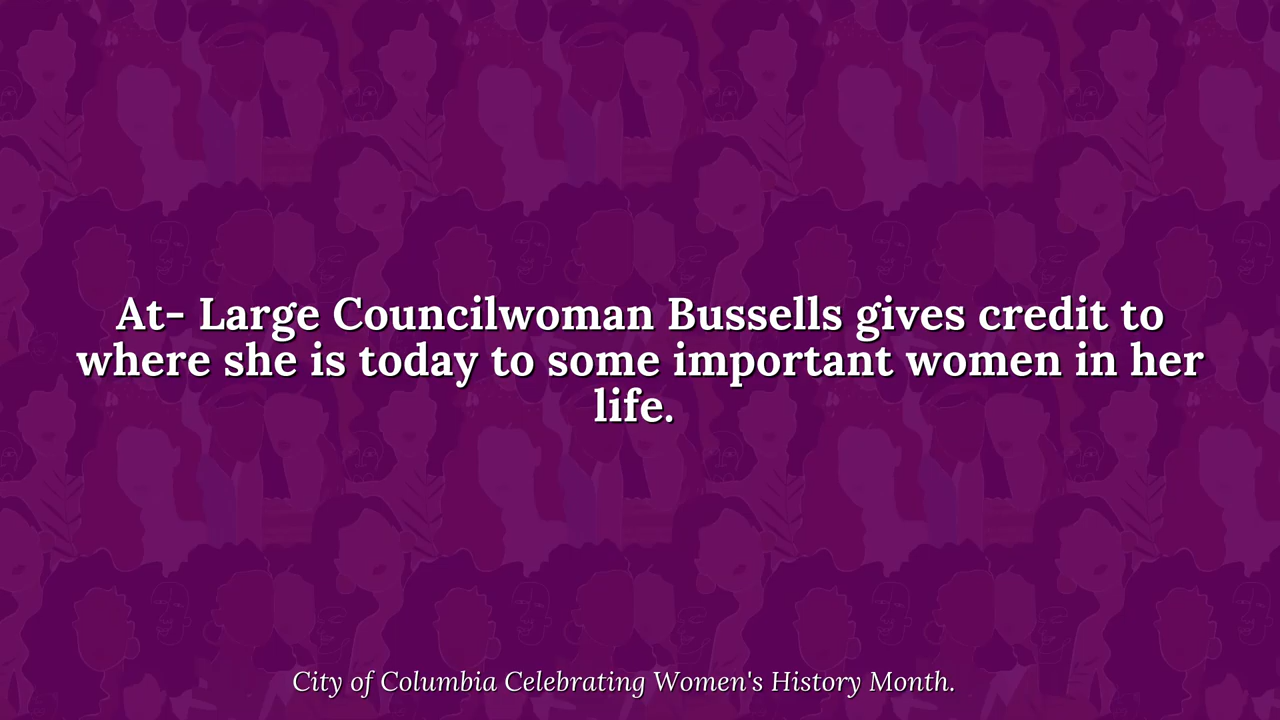 At- Large Councilwoman Bussells gives credit to
where she is today to some important women in her
life.
City of Columbia Celebrating Women's History Month.